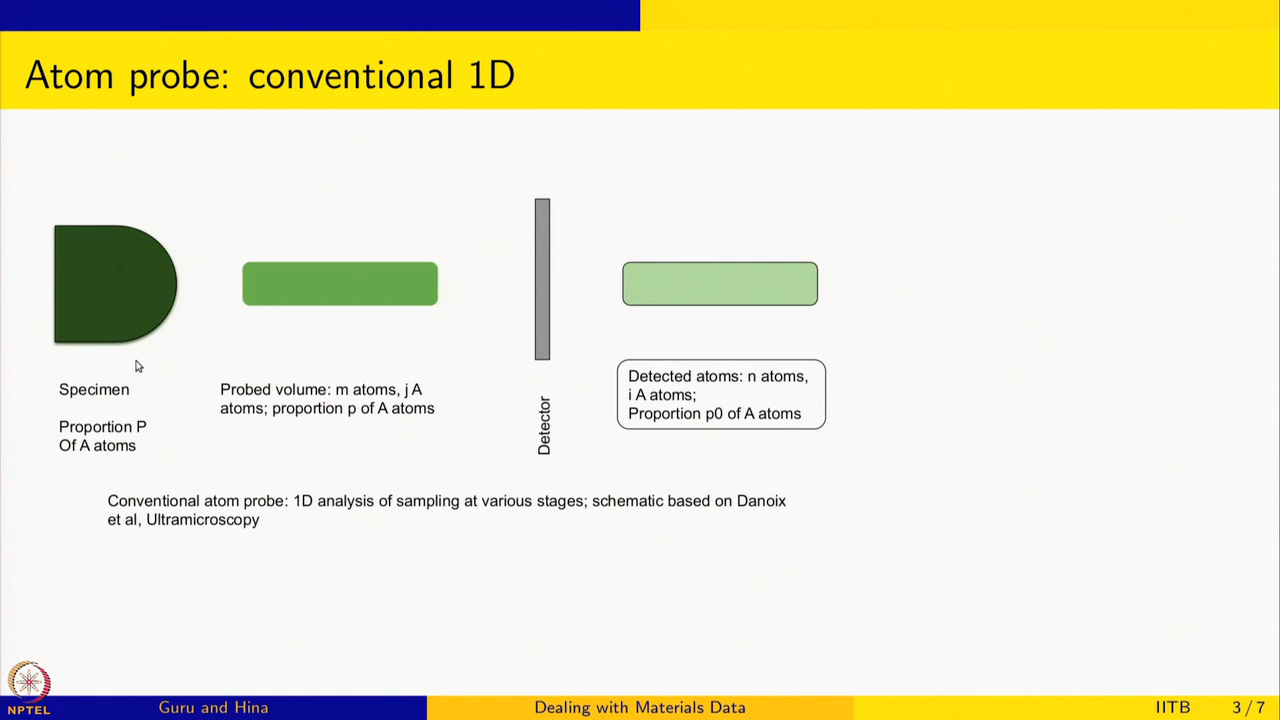 Atom probe: conventional 1D
Specimen
Proportion P
Of A atoms
Probed volume: m atoms, j A
atoms; proportion p of A atoms
Detector
Detected atoms: n atoms,
i A atoms;
Proportion p0 of A atoms
Conventional atom probe: 1D analysis of sampling at various stages; schematic based on Danoix
et al, Ultramicroscopy
NPTEL
Guru and Hina
Dealing with Materials Data
IITB
3 / 7